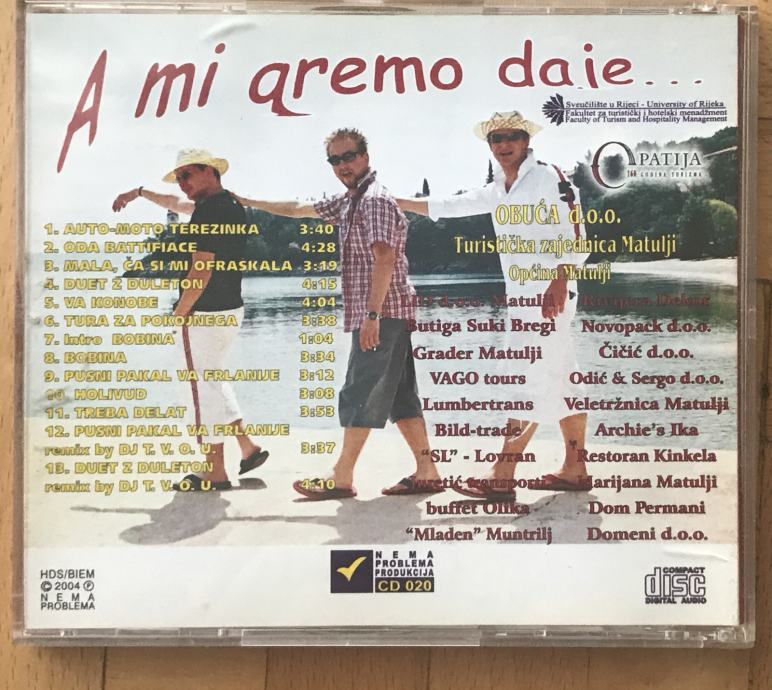 A mi gremo daje...
Sveučilište u Rijeci - University of Rijeka
Fakultet za turistički i hotelski menadžment
Faculty of Turism and Hospitality Management
OPATIJA
160 GODINA TURIZMA
1. AUTO-MOTO TEREZINKA 3:40
2. ODA BATTIFIACE 4:28
3. MALA, ČA SI MI OFRASKALA 3:19
4. DUET Z DULETON 4:15
5. VA KONOBE 4:04
6. TURA ZA POKOJNEGA 3:38
7. Intro BOBINA 1:04
8. BOBINA 3:34
9. PUSNI PAKAL VA FRLANIJE 3:12
10. HOLIVUD 3:08
11. TREBA DELAT 3:53
12. PUSNI PAKAL VA FRLANIJE
remix by DJ T. V. O. U. 3:37
13. DUET Z DULETON
remix by DJ T. V. O. U. 4:10
OBUĆA d.o.o.
Turistička zajednica Matulji
Općina Matulji
d.o.o. Matulji
Butiga Suki Bregi Novopack d.o.o.
Grader Matulji Čičić d.o.o.
VAGO tours Odić & Sergo d.o.o.
Lumbertrans Veletržnica Matulji
Bild-trade Archie's Ika
"SL" - Lovran Restoran Kinkela
transporti Marijana Matulji
buffet Olika Dom Permani
"Mladen" Muntrilj Domeni d.o.o.
HDS/BIEM
© 2004 ℗
NEMA
PROBLEMA
NEMA
PROBLEMA
PRODUKCIJA
CD 020
COMPACT
disc
DIGITAL AUDIO